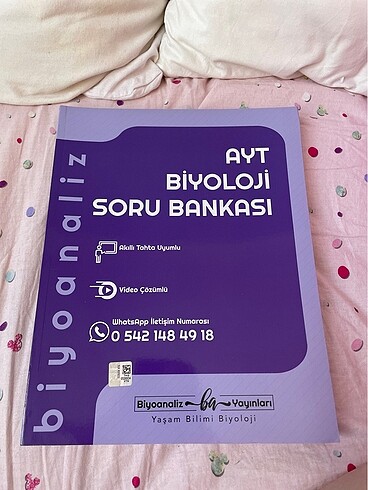 biyoanaliz
AYT
BİYOLOJİ
SORU BANKASI
Akıllı Tahta Uyumlu
Video Çözümlü
WhatsApp İletişim Numarası
0 542 148 49 18
Biyoanaliz ba Yayınları
Yaşam Bilimi Biyoloji